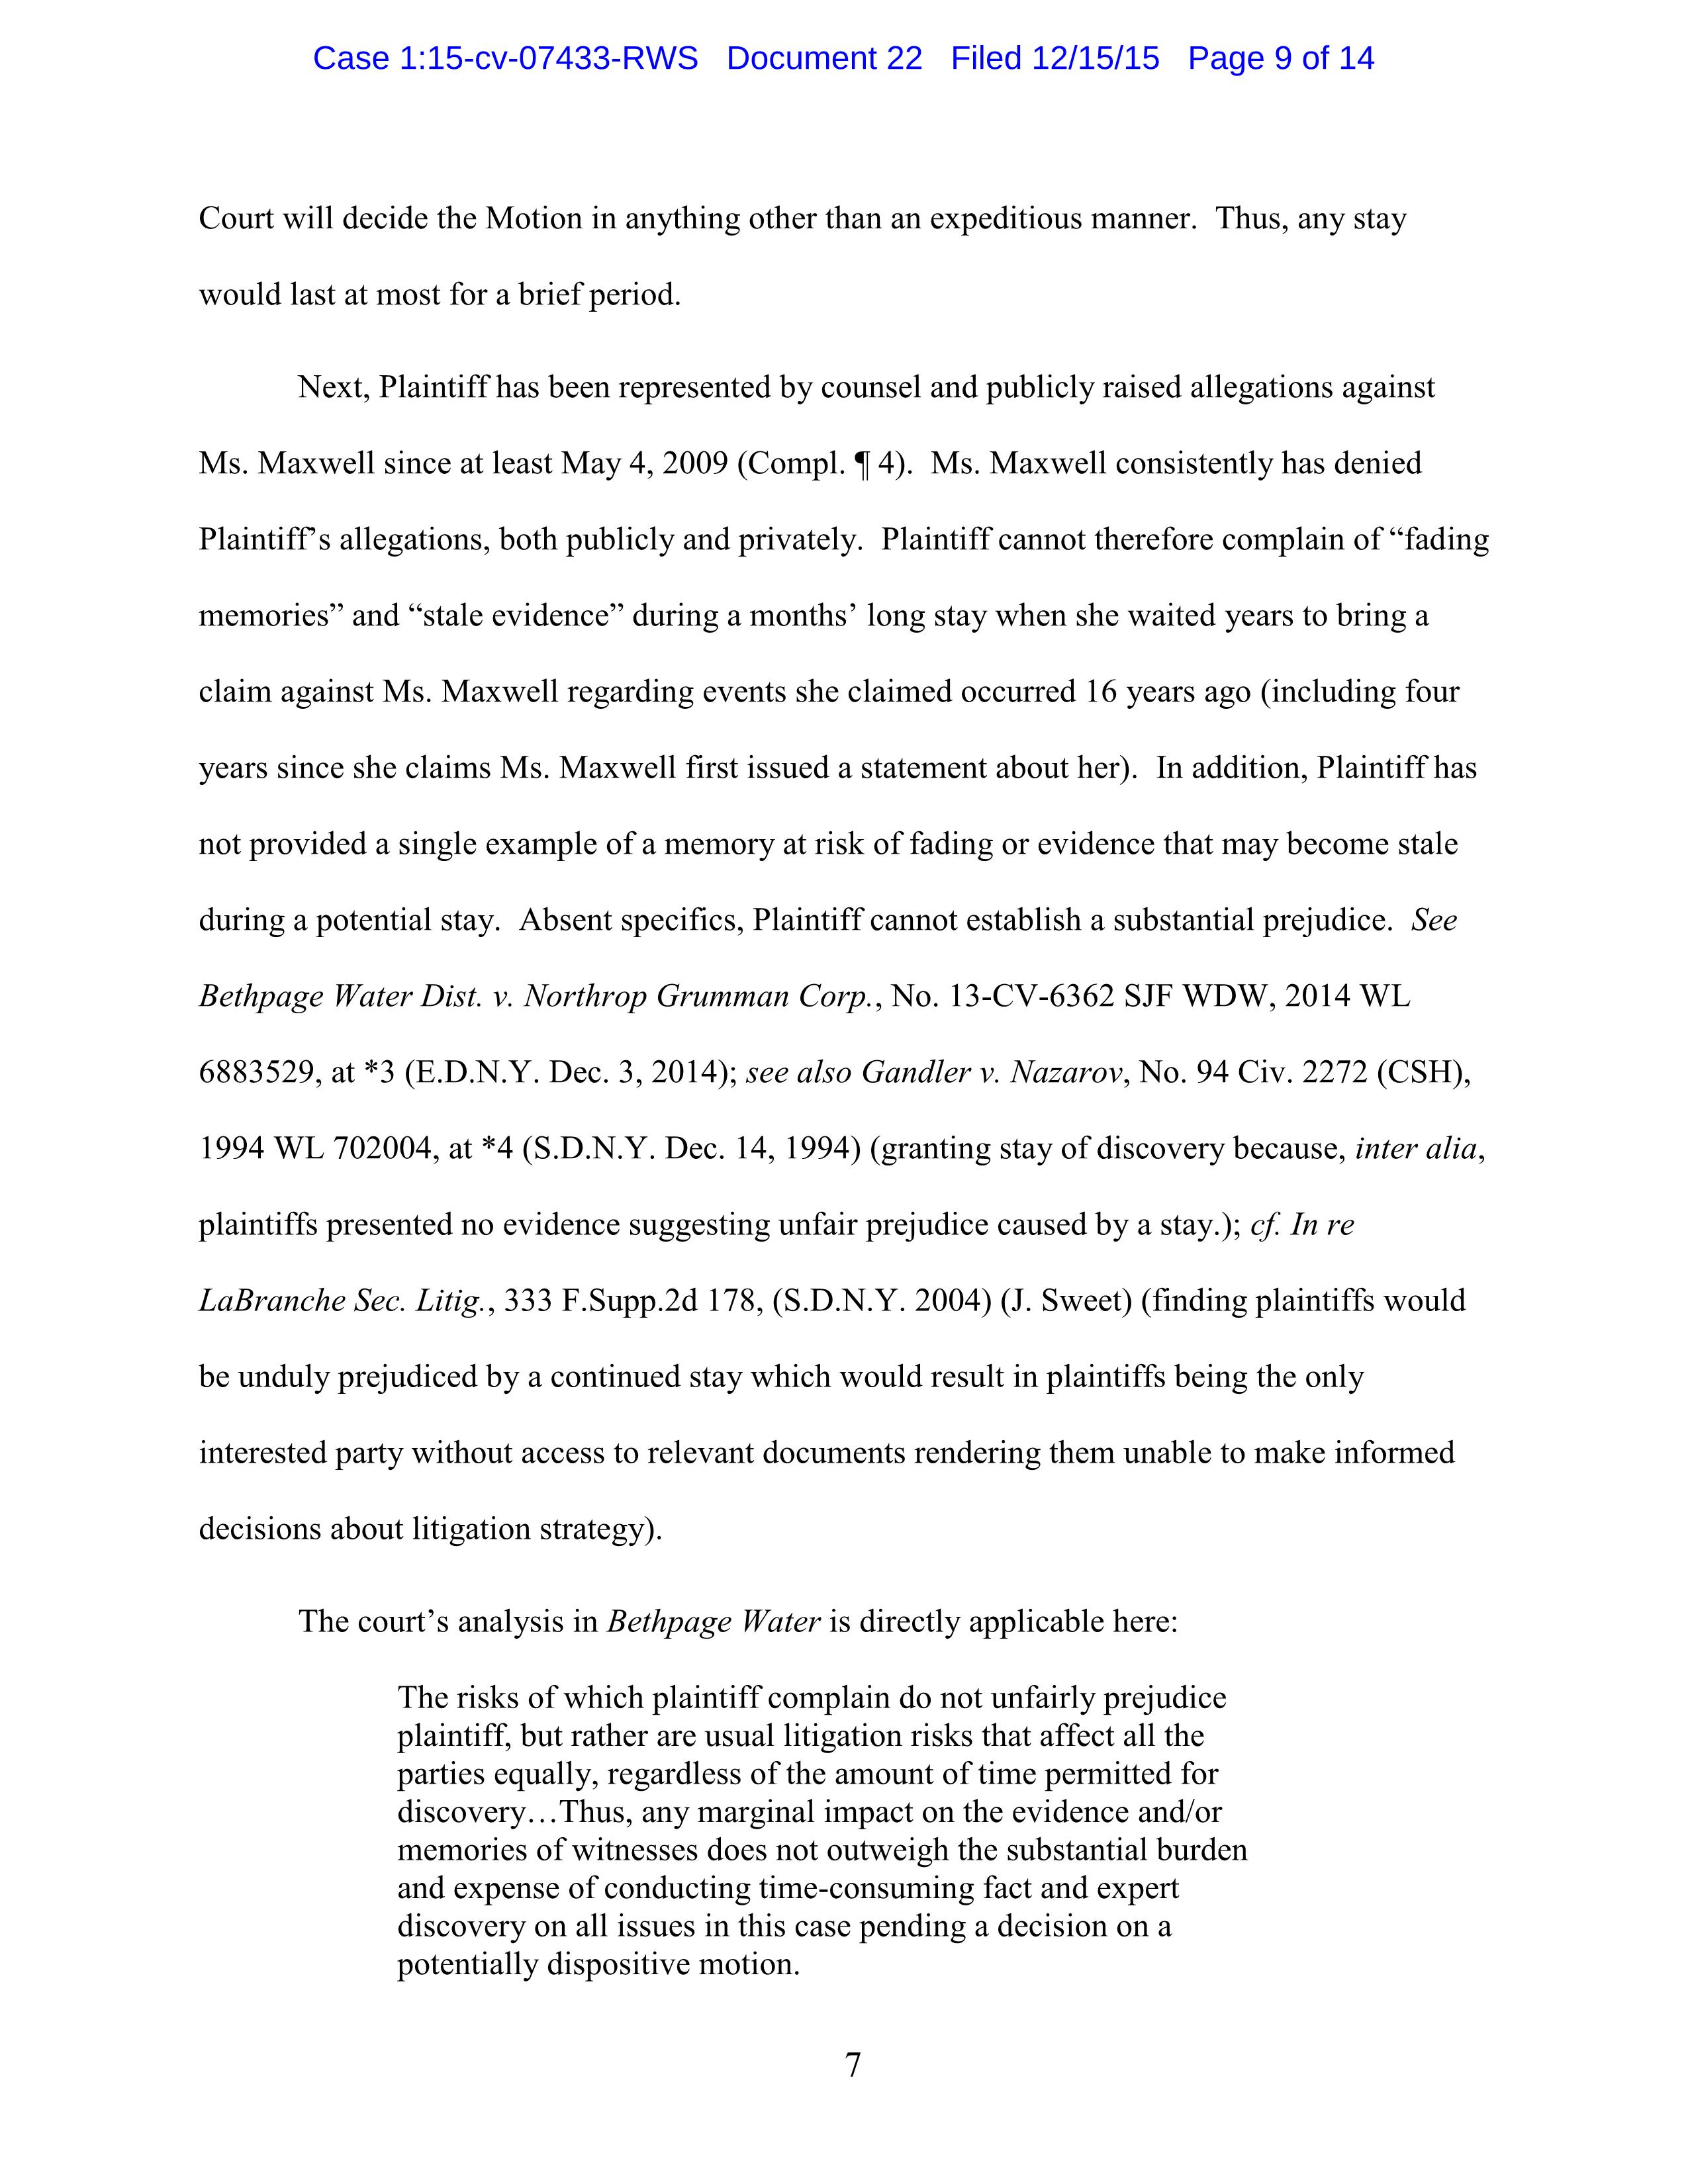 Case 1:15-cv-07433-RWS Document 22 Filed 12/15/15 Page 9 of 14
Court will decide the Motion in anything other than an expeditious manner.  Thus, any stay
would last at most for a brief period.
Next, Plaintiff has been represented by counsel and publicly raised allegations against
Ms. Maxwell since at least May 4, 2009 (Compl. ¶ 4).  Ms. Maxwell consistently has denied
Plaintiff’s allegations, both publicly and privately.  Plaintiff cannot therefore complain of “fading
memories” and “stale evidence” during a months’ long stay when she waited years to bring a
claim against Ms. Maxwell regarding events she claimed occurred 16 years ago (including four
years since she claims Ms. Maxwell first issued a statement about her).  In addition, Plaintiff has
not provided a single example of a memory at risk of fading or evidence that may become stale
during a potential stay.  Absent specifics, Plaintiff cannot establish a substantial prejudice.  See
Bethpage Water Dist. v. Northrop Grumman Corp., No. 13-CV-6362 SJF WDW, 2014 WL
6883529, at *3 (E.D.N.Y. Dec. 3, 2014); see also Gandler v. Nazarov, No. 94 Civ. 2272 (CSH),
1994 WL 702004, at *4 (S.D.N.Y. Dec. 14, 1994) (granting stay of discovery because, inter alia,
plaintiffs presented no evidence suggesting unfair prejudice caused by a stay.); cf. In re
LaBranche Sec. Litig., 333 F.Supp.2d 178, (S.D.N.Y. 2004) (J. Sweet) (finding plaintiffs would
be unduly prejudiced by a continued stay which would result in plaintiffs being the only
interested party without access to relevant documents rendering them unable to make informed
decisions about litigation strategy).
The court’s analysis in Bethpage Water is directly applicable here:
The risks of which plaintiff complain do not unfairly prejudice
plaintiff, but rather are usual litigation risks that affect all the
parties equally, regardless of the amount of time permitted for
discovery…Thus, any marginal impact on the evidence and/or
memories of witnesses does not outweigh the substantial burden
and expense of conducting time-consuming fact and expert
discovery on all issues in this case pending a decision on a
potentially dispositive motion.
7